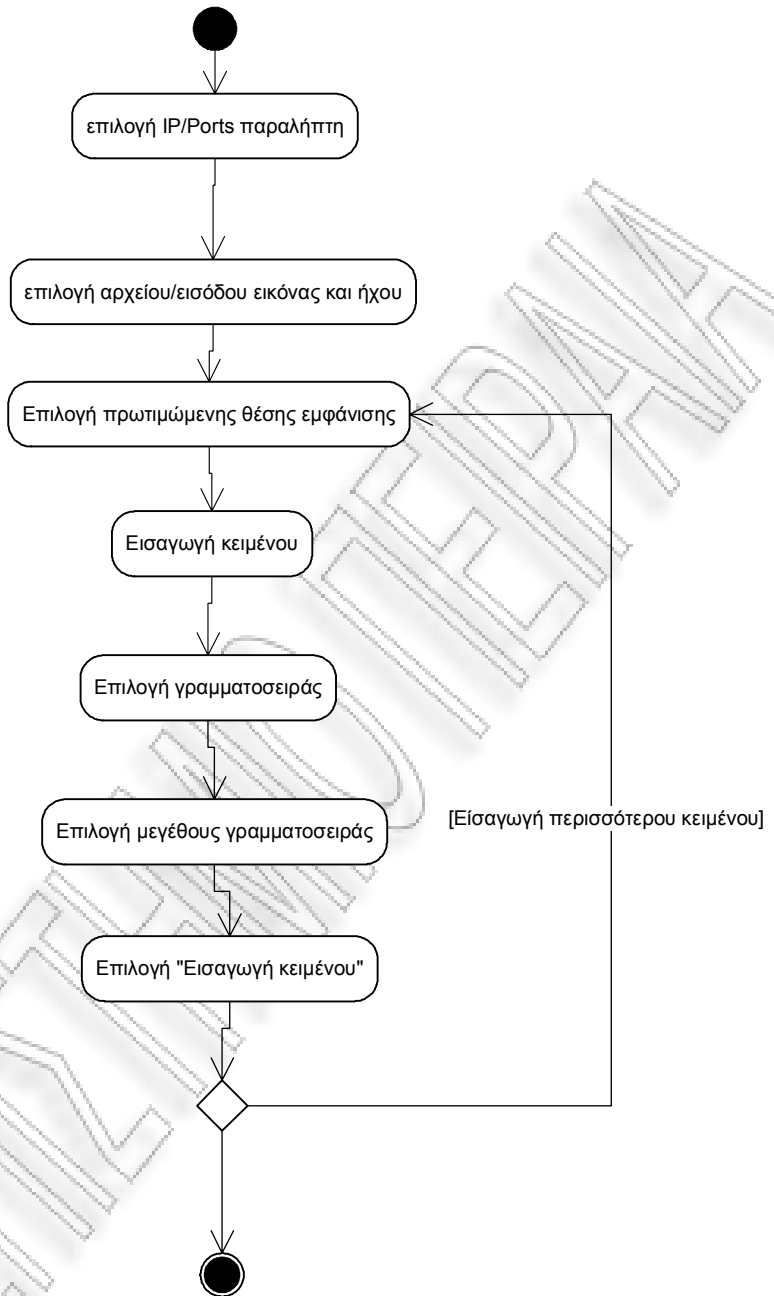 επιλογή IP/Ports παραλήπτη
επιλογή αρχείου/εισόδου εικόνας και ήχου
Επιλογή πρωτιμώμενης θέσης εμφάνισης
Εισαγωγή κειμένου
Επιλογή γραμματοσειράς
Επιλογή μεγέθους γραμματοσειράς
[Είσαγωγή περισσότερου κειμένου]
Επιλογή "Εισαγωγή κειμένου"